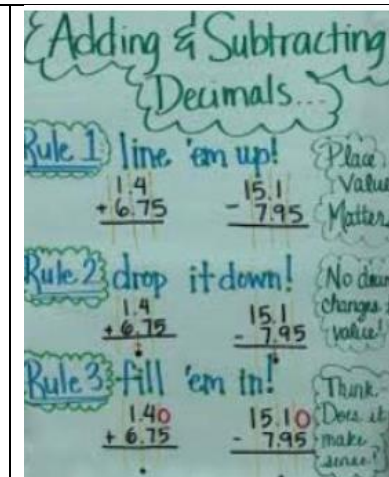 Adding & Subtracting
Decimals...
Rule 1 line 'em up!
1.4 15.1
+ 6.75 - 7.95
Place
Value
Matter
Rule 2 drop it down!
1.4 15.1
+ 6.75 - 7.95
. .
No
changes
value!
Rule 3 fill 'em in!
1.40 15.10
+ 6.75 - 7.95
. .
Think.
Does it
make
sense?